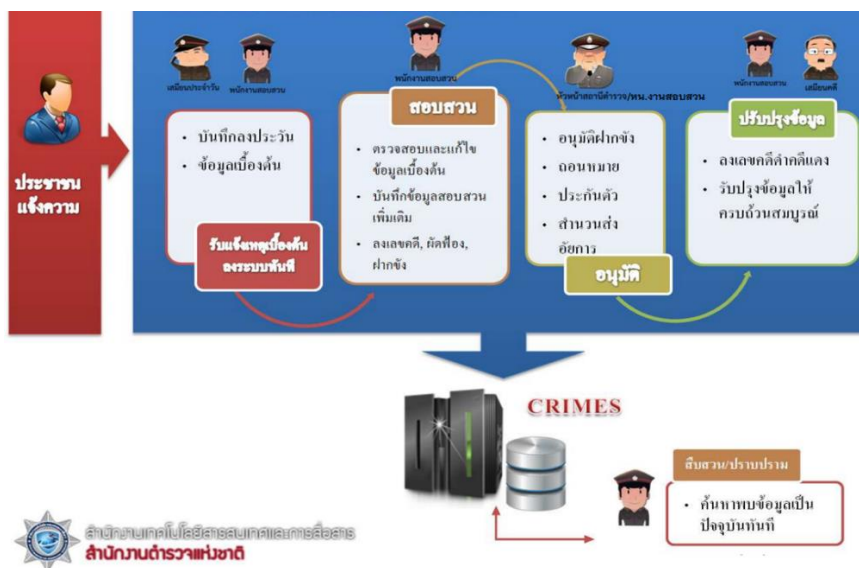 ประชาชน
แจ้งความ
เสมียนประจำวัน
พนักงานสอบสวน
• บันทึกลงประวัน
• ข้อมูลเบื้องต้น
รับแจ้งเหตุเบื้องต้น
ลงระบบทันที
พนักงานสอบสวน
สอบสวน
• ตรวจสอบและแก้ไข
ข้อมูลเบื้องต้น
• บันทึกข้อมูลสอบสวน
เพิ่มเติม
• ลงเลขคดี, ผัดฟ้อง,
ฝากขัง
หัวหน้าสถานีตำรวจ/หน.งานสอบสวน
• อนุมัติฝากขัง
• ถอนหมาย
• ประกันตัว
• สำนวนส่ง
อัยการ
อนุมัติ
พนักงานสอบสวน
เสมียนคดี
ปรับปรุงข้อมูล
• ลงเลขคดีดำคดีแดง
• รับปรุงข้อมูลให้
ครบถ้วนสมบูรณ์
CRIMES
สืบสวน/ปราบปราม
• ค้นหาพบข้อมูลเป็น
ปัจจุบันทันที
สำนักงานเทคโนโลยีสารสนเทศและการสื่อสาร
สำนักงานตำรวจแห่งชาติ